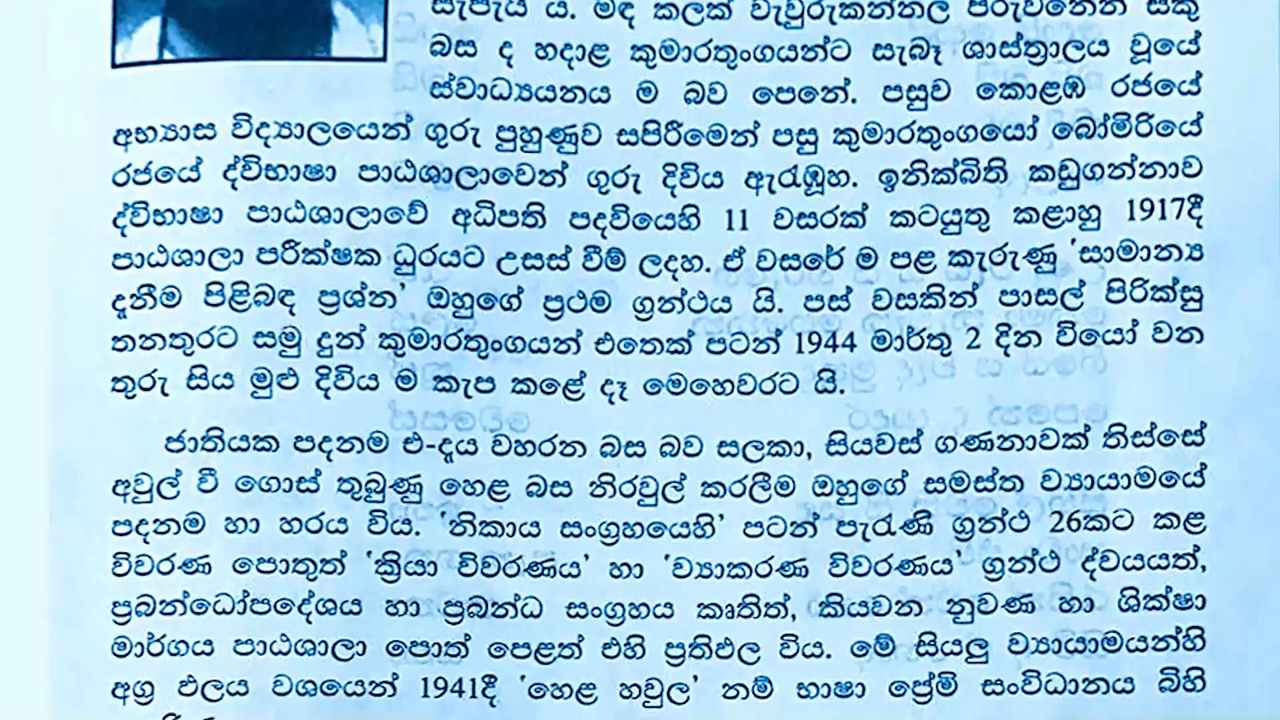 සැපැයී ය. මඳ කලක් වැවුරුකන්නල පිරුවනෙන් සකු
බස ද හදාළ කුමාරතුංගයන්ට සැබෑ ශාස්ත්‍රාලය වූයේ
ස්වාධ්‍යයනය ම බව පෙනේ. පසුව කොළඹ රජයේ
අභ්‍යාස විද්‍යාලයෙන් ගුරු පුහුණුව සපිරීමෙන් පසු කුමාරතුංගයෝ බෝමිරියේ
රජයේ ද්විභාෂා පාඨශාලාවෙන් ගුරු දිවිය ඇරැඹූහ. ඉනික්බිති කඩුගන්නාව
ද්විභාෂා පාඨශාලාවේ අධිපති පදවියෙහි 11 වසරක් කටයුතු කළාහු 1917දී
පාඨශාලා පරීක්ෂක ධුරයට උසස් වීම් ලදහ. ඒ වසරේ ම පළ කැරුණු ‘සාමාන්‍ය
දැනීම පිළිබඳ ප්‍රශ්න’ ඔහුගේ ප්‍රථම ග්‍රන්ථය යි. පස් වසකින් පාසල් පිරික්සු
තනතුරට සමු දුන් කුමාරතුංගයන් එතෙක් පටන් 1944 මාර්තු 2 දින වියෝ වන
තුරු සිය මුළු දිවිය ම කැප කළේ දෑ මෙහෙවරට යි.
ජාතියක පදනම එ-දැය වහරන බස බව සලකා, සියවස් ගණනාවක් තිස්සේ
අවුල් වී ගොස් තුබුණු හෙළ බස නිරවුල් කරලීම ඔහුගේ සමස්ත ව්‍යායාමයේ
පදනම හා හරය විය. ‘නිකාය සංග්‍රහයෙහි’ පටන් පැරැණි ග්‍රන්ථ 26කට කළ
විවරණ පොතුත් ‘ක්‍රියා විවරණය’ හා ‘ව්‍යාකරණ විවරණය’ ග්‍රන්ථ ද්වයයත්,
ප්‍රබන්ධෝපදේශය හා ප්‍රබන්ධ සංග්‍රහය කෘතිත්, කියවන නුවණ හා ශික්ෂා
මාර්ගය පාඨශාලා පොත් පෙළත් එහි ප්‍රතිඵල විය. මේ සියලු ව්‍යායාමයන්හි
අග්‍ර ඵලය වශයෙන් 1941දී ‘හෙළ හවුල’ නම් භාෂා ප්‍රේමි සංවිධානය බිහි